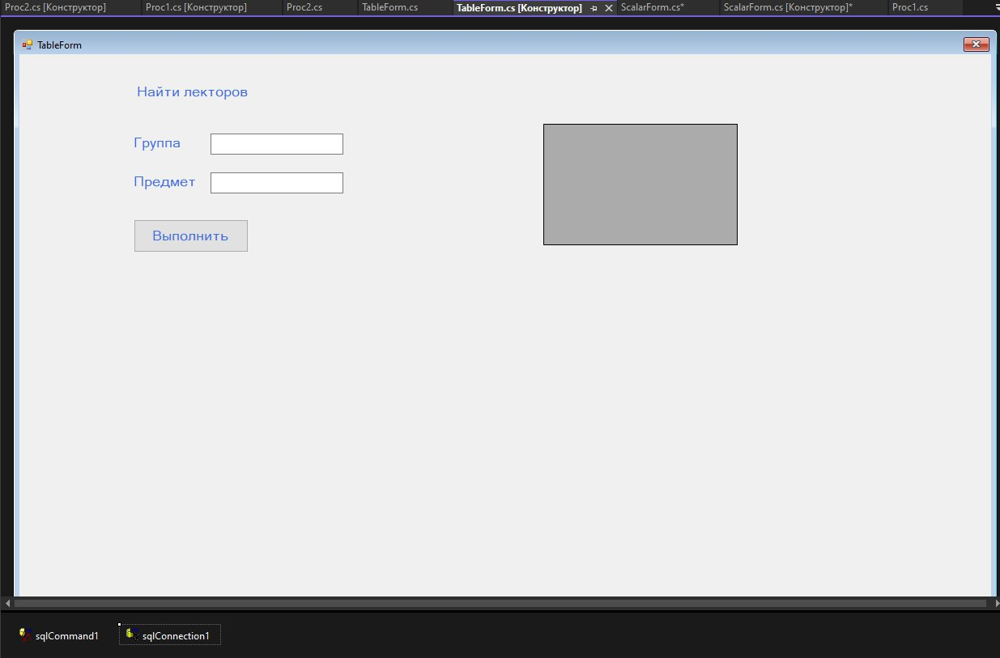 Proc2.cs [Конструктор] Proc1.cs [Конструктор] Proc2.cs TableForm.cs TableForm.cs [Конструктор] ScalarForm.cs* ScalarForm.cs [Конструктор]* Proc1.cs
TableForm
Найти лекторов
Группа
Предмет
Выполнить
sqlCommand1 sqlConnection1